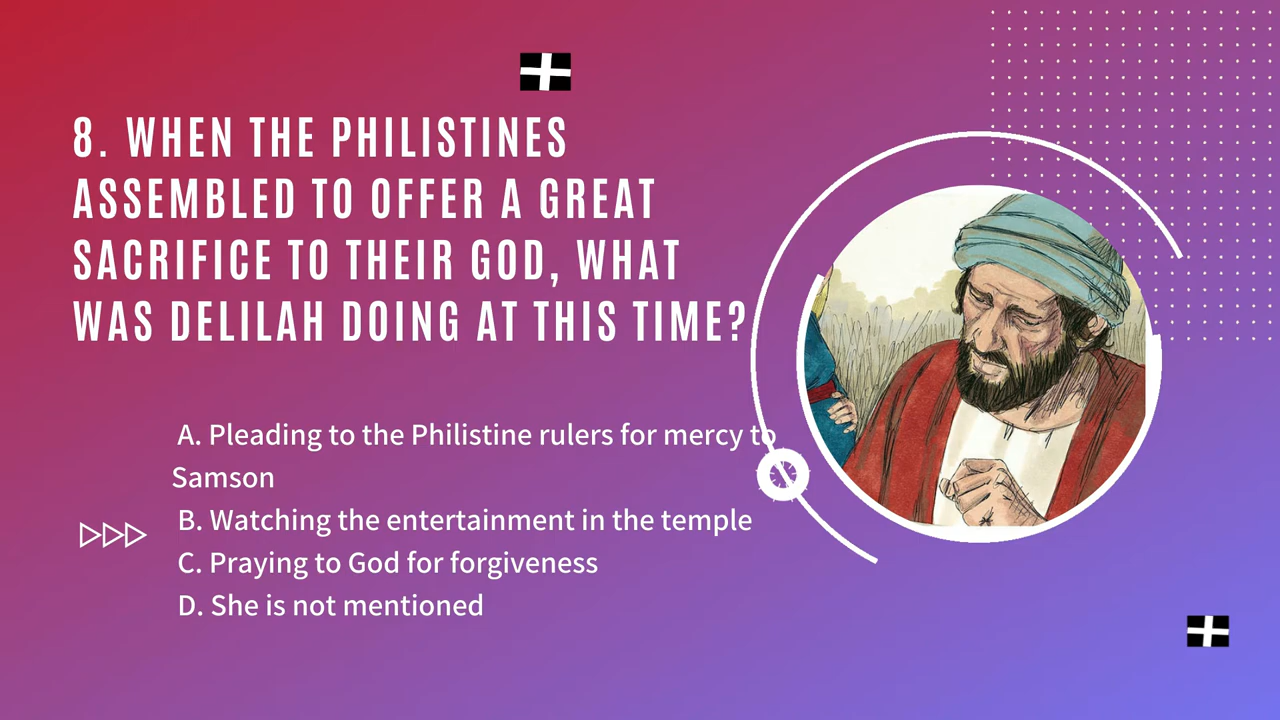 8. WHEN THE PHILISTINES
ASSEMBLED TO OFFER A GREAT
SACRIFICE TO THEIR GOD, WHAT
WAS DELILAH DOING AT THIS TIME?
A. Pleading to the Philistine rulers for mercy to
Samson
B. Watching the entertainment in the temple
C. Praying to God for forgiveness
D. She is not mentioned